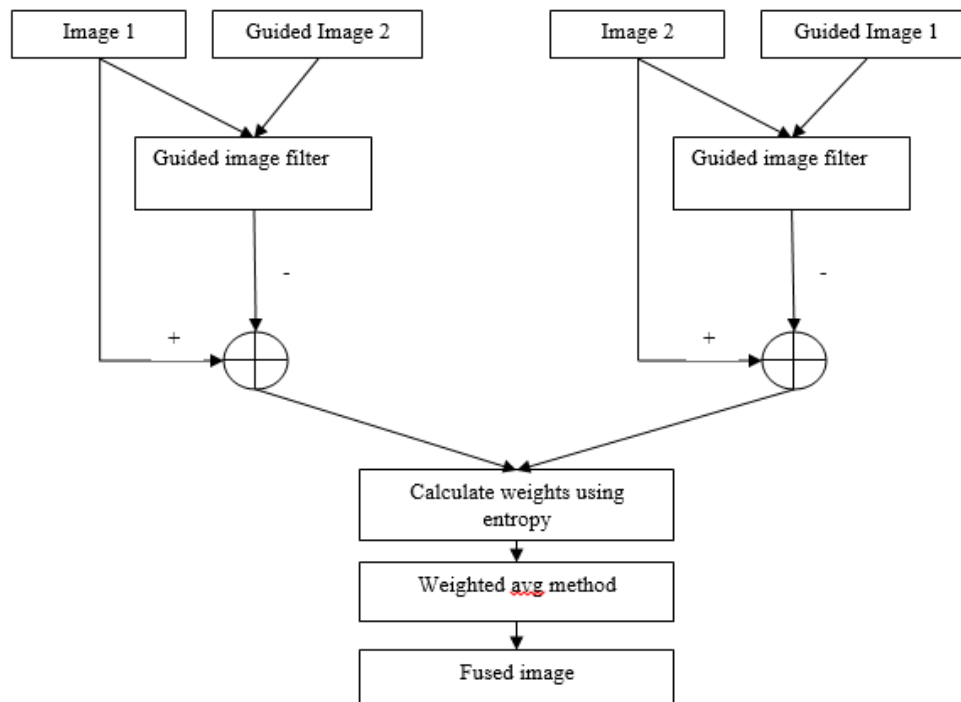 Image 1
Guided Image 2
Image 2
Guided Image 1
Guided image filter
Guided image filter
-
-
+
+
Calculate weights using
entropy
Weighted avg method
Fused image